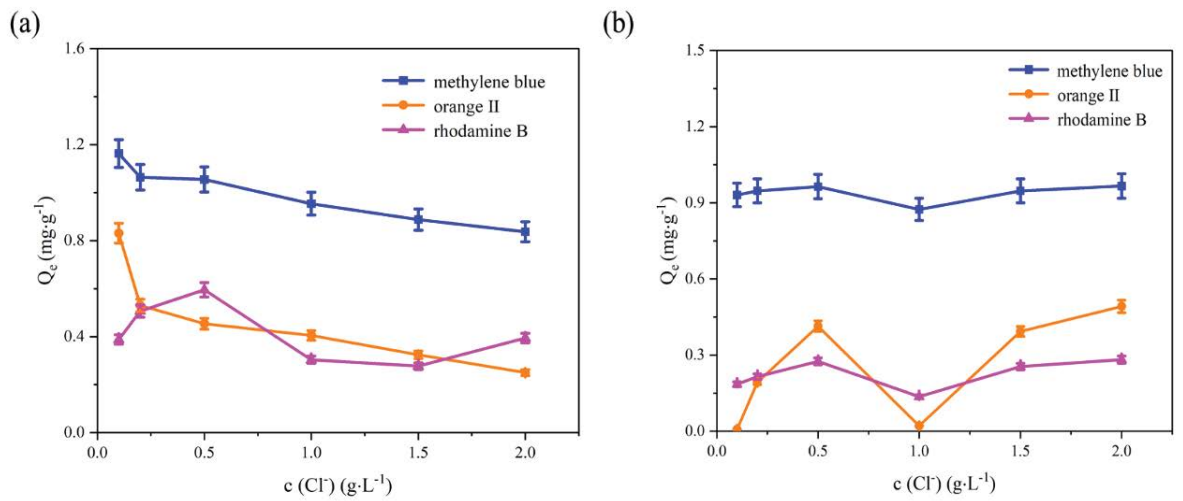 (a)
1.6
1.2
0.8
0.4
0.0
Qe (mg·g-1)
methylene blue
orange II
rhodamine B
0.0 0.5 1.0 1.5 2.0
c (Cl-) (g·L-1)
(b)
1.5
1.2
0.9
0.6
0.3
0.0
Qe (mg·g-1)
methylene blue
orange II
rhodamine B
0.0 0.5 1.0 1.5 2.0
c (Cl-) (g·L-1)